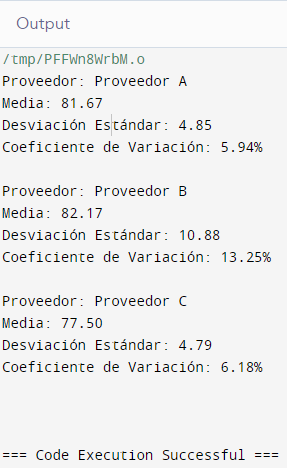 Output
/tmp/PFFWn8WrbM.o
Proveedor: Proveedor A
Media: 81.67
Desviación Estándar: 4.85
Coeficiente de Variación: 5.94%
Proveedor: Proveedor B
Media: 82.17
Desviación Estándar: 10.88
Coeficiente de Variación: 13.25%
Proveedor: Proveedor C
Media: 77.50
Desviación Estándar: 4.79
Coeficiente de Variación: 6.18%
=== Code Execution Successful ===